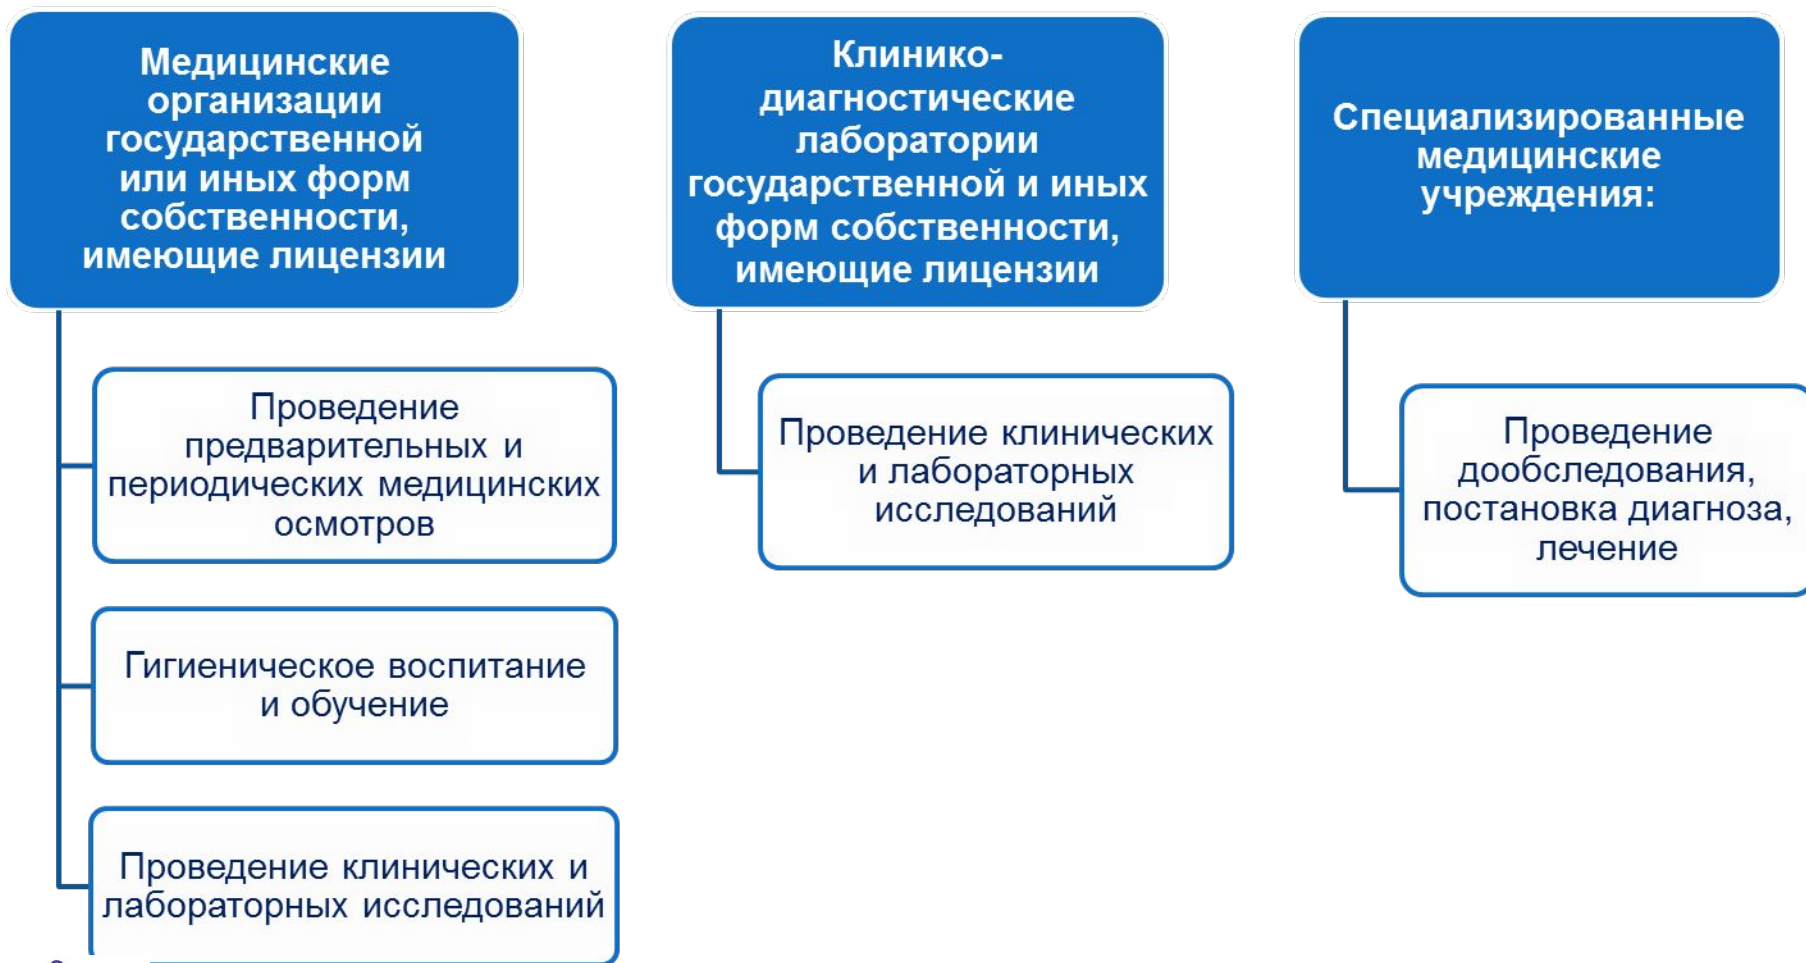 Медицинские
организации
государственной
или иных форм
собственности,
имеющие лицензии
Проведение
предварительных и
периодических медицинских
осмотров
Гигиеническое воспитание
и обучение
Проведение клинических и
лабораторных исследований
Клинико-
диагностические
лаборатории
государственной и иных
форм собственности,
имеющие лицензии
Проведение клинических
и лабораторных
исследований
Специализированные
медицинские
учреждения:
Проведение
дообследования,
постановка диагноза,
лечение